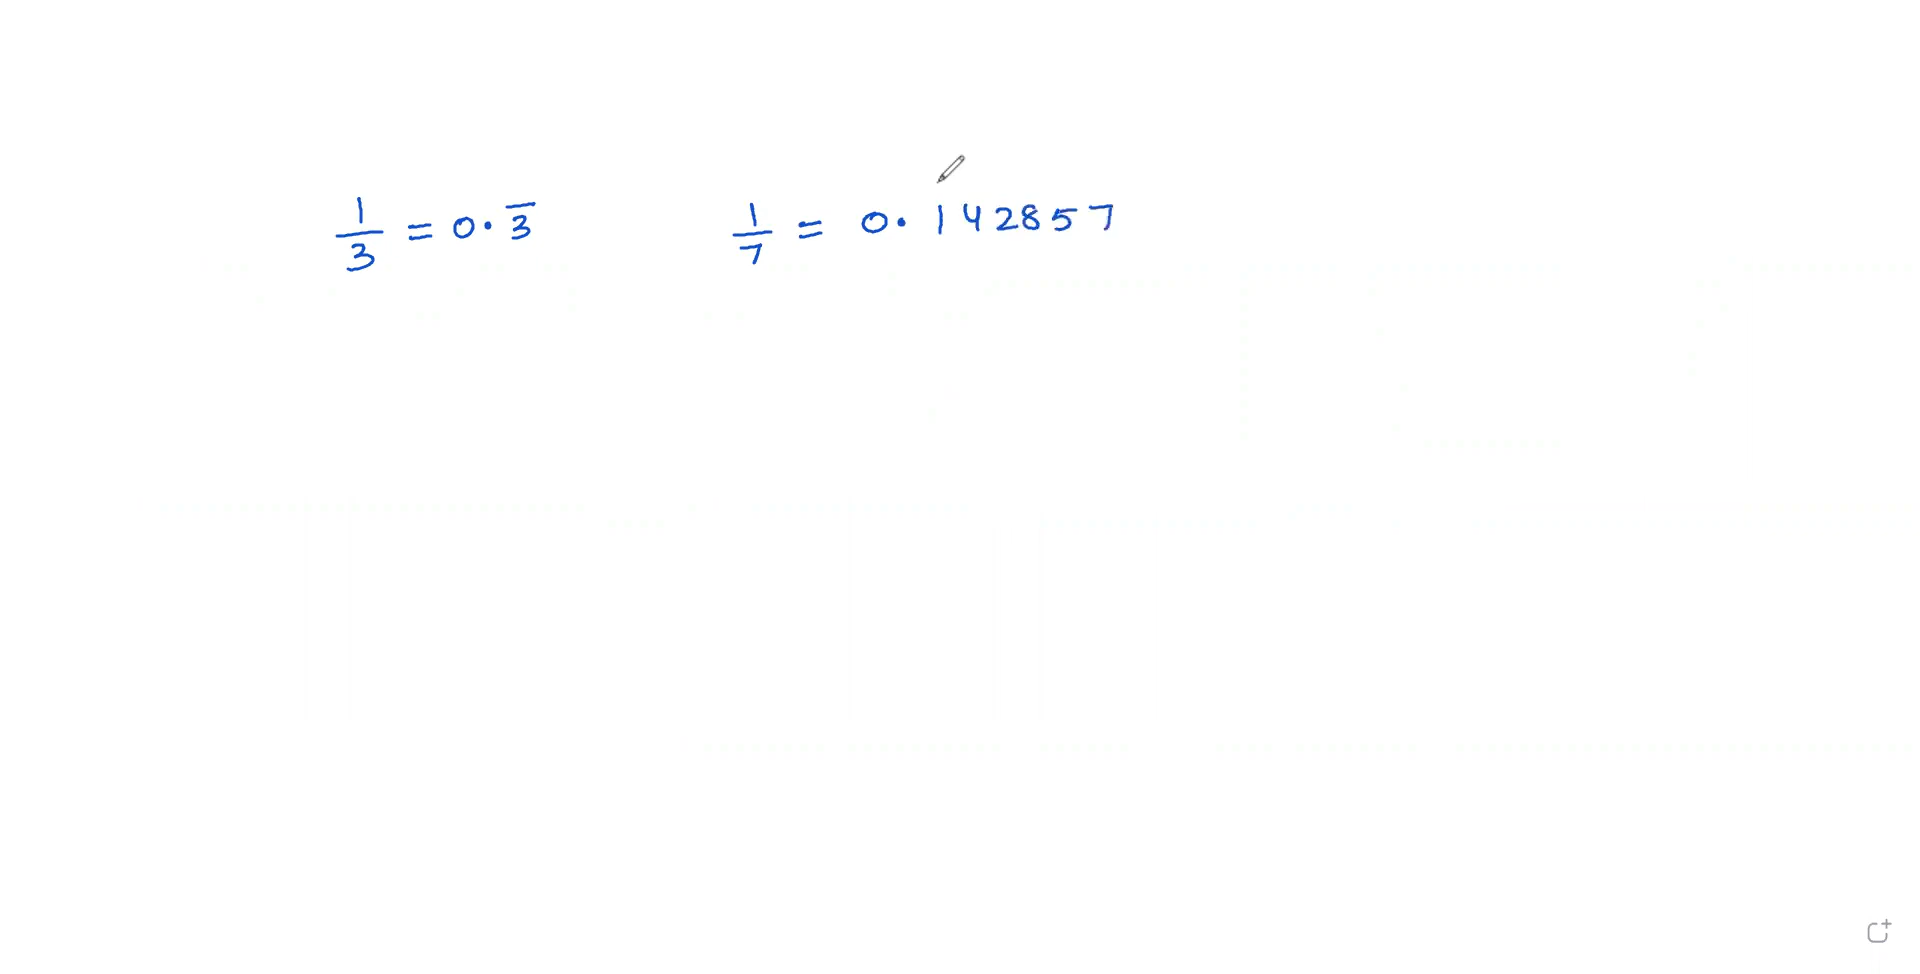 1/3 = 0.3̅ 1/7 = 0.142857